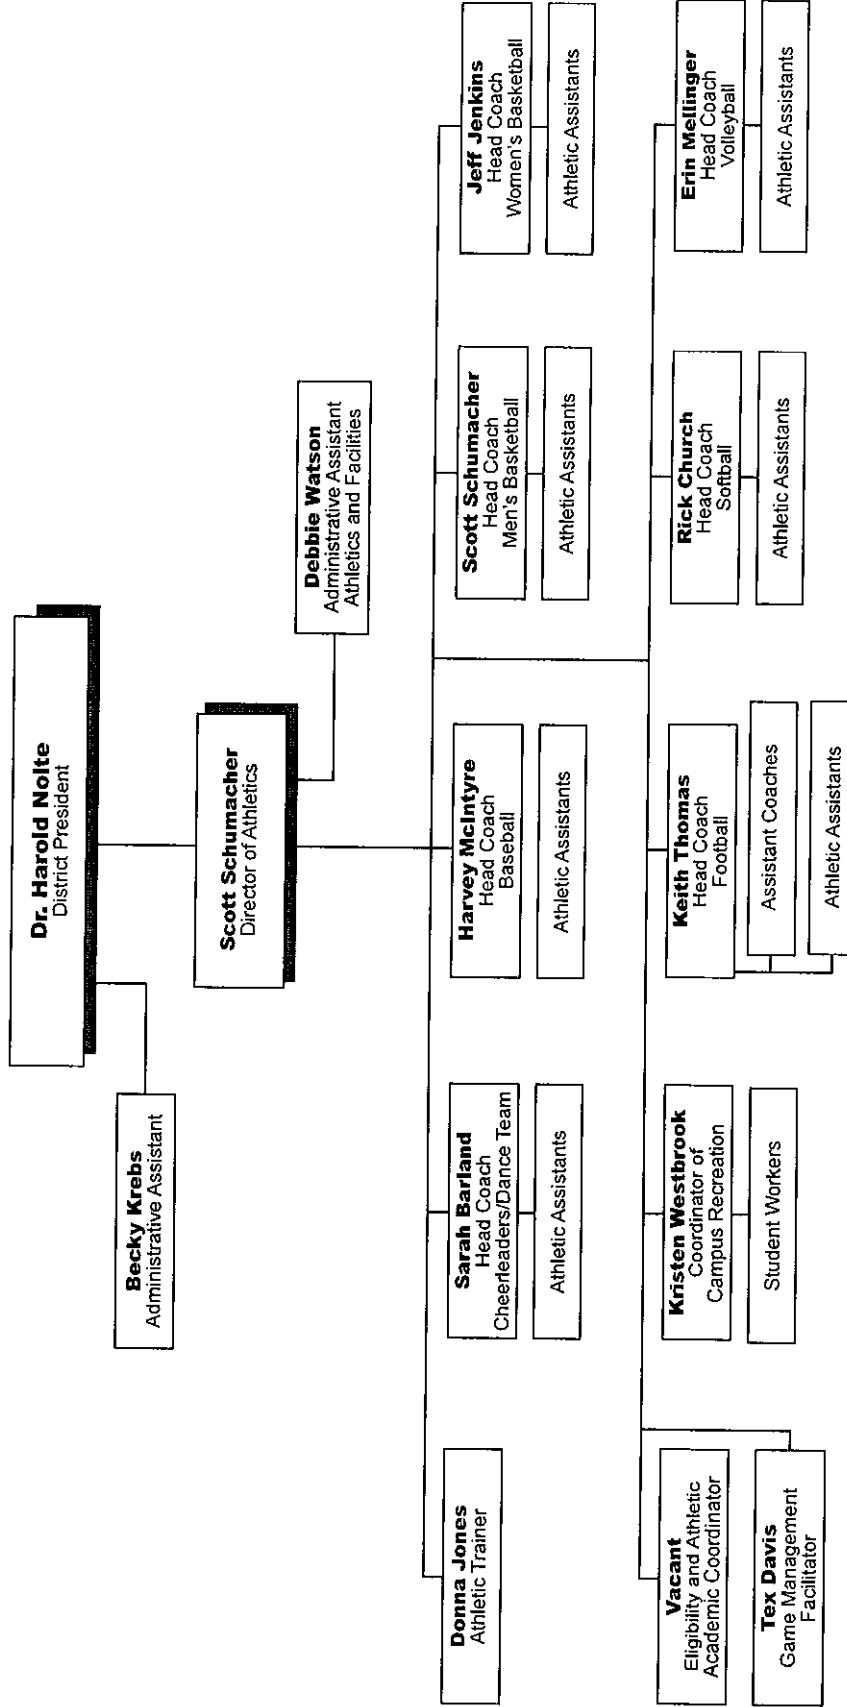 Dr. Harold Nolte
District President
Becky Krebs
Administrative Assistant
Scott Schumacher
Director of Athletics
Debbie Watson
Administrative Assistant
Athletics and Facilities
Donna Jones
Athletic Trainer
Sarah Barland
Head Coach
Cheerleaders/Dance Team
Athletic Assistants
Harvey McIntyre
Head Coach
Baseball
Athletic Assistants
Scott Schumacher
Head Coach
Men's Basketball
Athletic Assistants
Jeff Jenkins
Head Coach
Women's Basketball
Athletic Assistants
Vacant
Eligibility and Athletic
Academic Coordinator
Tex Davis
Game Management
Facilitator
Kristen Westbrook
Coordinator of
Campus Recreation
Student Workers
Keith Thomas
Head Coach
Football
Assistant Coaches
Athletic Assistants
Rick Church
Head Coach
Softball
Athletic Assistants
Erin Mellinger
Head Coach
Volleyball
Athletic Assistants